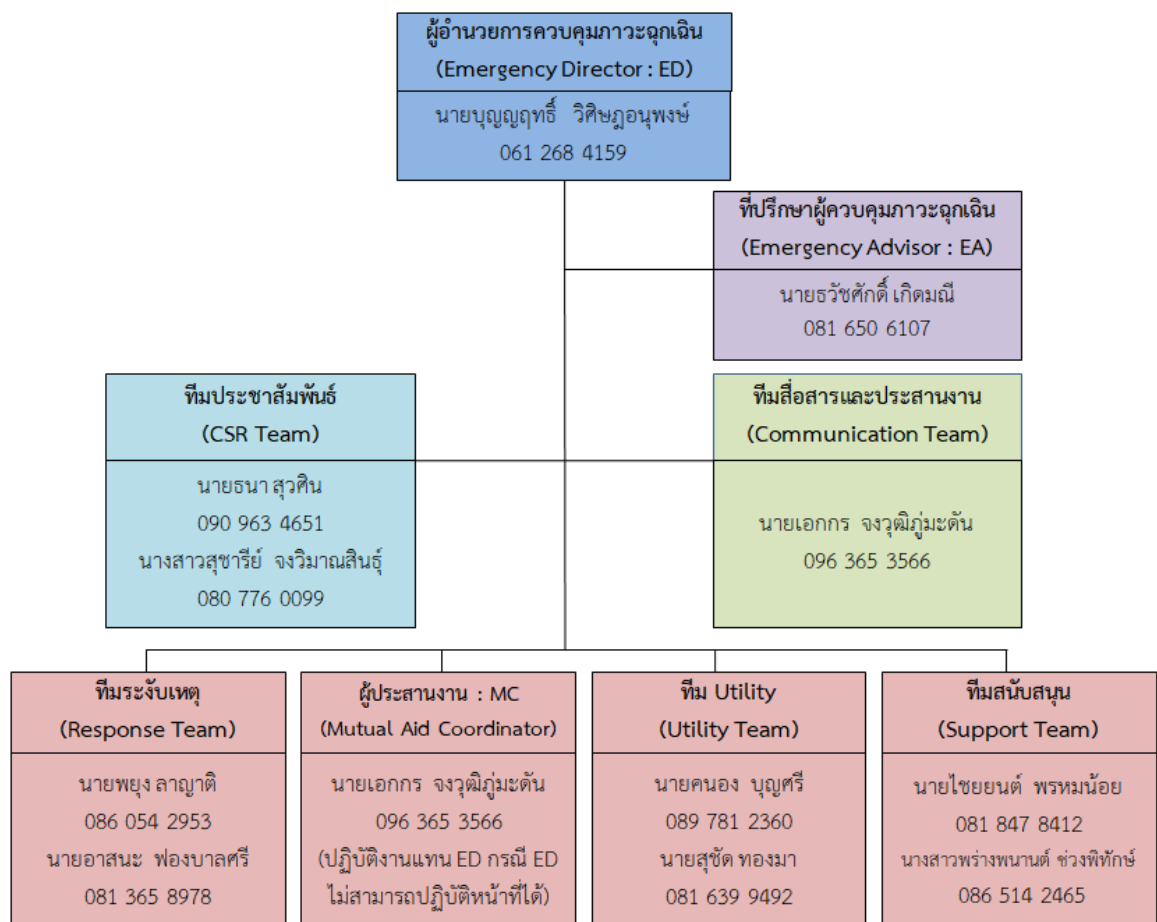 ผู้อำนวยการควบคุมภาวะฉุกเฉิน
(Emergency Director : ED)
นายบุญญฤทธิ์ วิศิษฎอนุพงษ์
061 268 4159
ที่ปรึกษาผู้ควบคุมภาวะฉุกเฉิน
(Emergency Advisor : EA)
นายธวัชศักดิ์ เกิดมณี
081 650 6107
ทีมประชาสัมพันธ์
(CSR Team)
นายธนา สุวศิน
090 963 4651
นางสาวสุชารีย์ จงวิมาณสินธุ์
080 776 0099
ทีมสื่อสารและประสานงาน
(Communication Team)
นายเอกกร จงวุฒิภู่มะดัน
096 365 3566
ทีมระงับเหตุ
(Response Team)
นายพยุง ลาญาติ
086 054 2953
นายอาสนะ ฟองบาลศรี
081 365 8978
ผู้ประสานงาน : MC
(Mutual Aid Coordinator)
นายเอกกร จงวุฒิภู่มะดัน
096 365 3566
(ปฏิบัติงานแทน ED กรณี ED
ไม่สามารถปฏิบัติหน้าที่ได้)
ทีม Utility
(Utility Team)
นายคนอง บุญศรี
089 781 2360
นายสุชัด ทองมา
081 639 9492
ทีมสนับสนุน
(Support Team)
นายไชยยนต์ พรหมน้อย
081 847 8412
นางสาวพร่างพนานต์ ช่วงพิทักษ์
086 514 2465